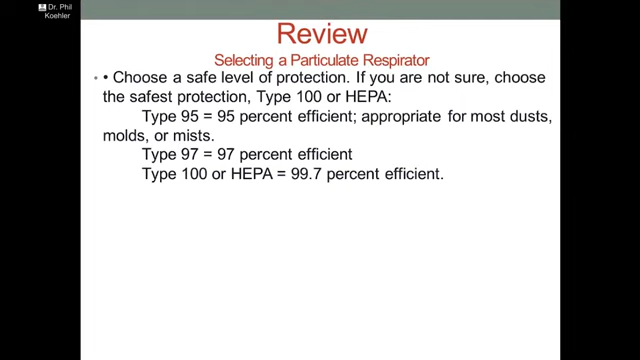 Dr. Phil
Koehler
Review
Selecting a Particulate Respirator
• • Choose a safe level of protection. If you are not sure, choose
the safest protection, Type 100 or HEPA:
Type 95 = 95 percent efficient; appropriate for most dusts,
molds, or mists.
Type 97 = 97 percent efficient
Type 100 or HEPA = 99.7 percent efficient.